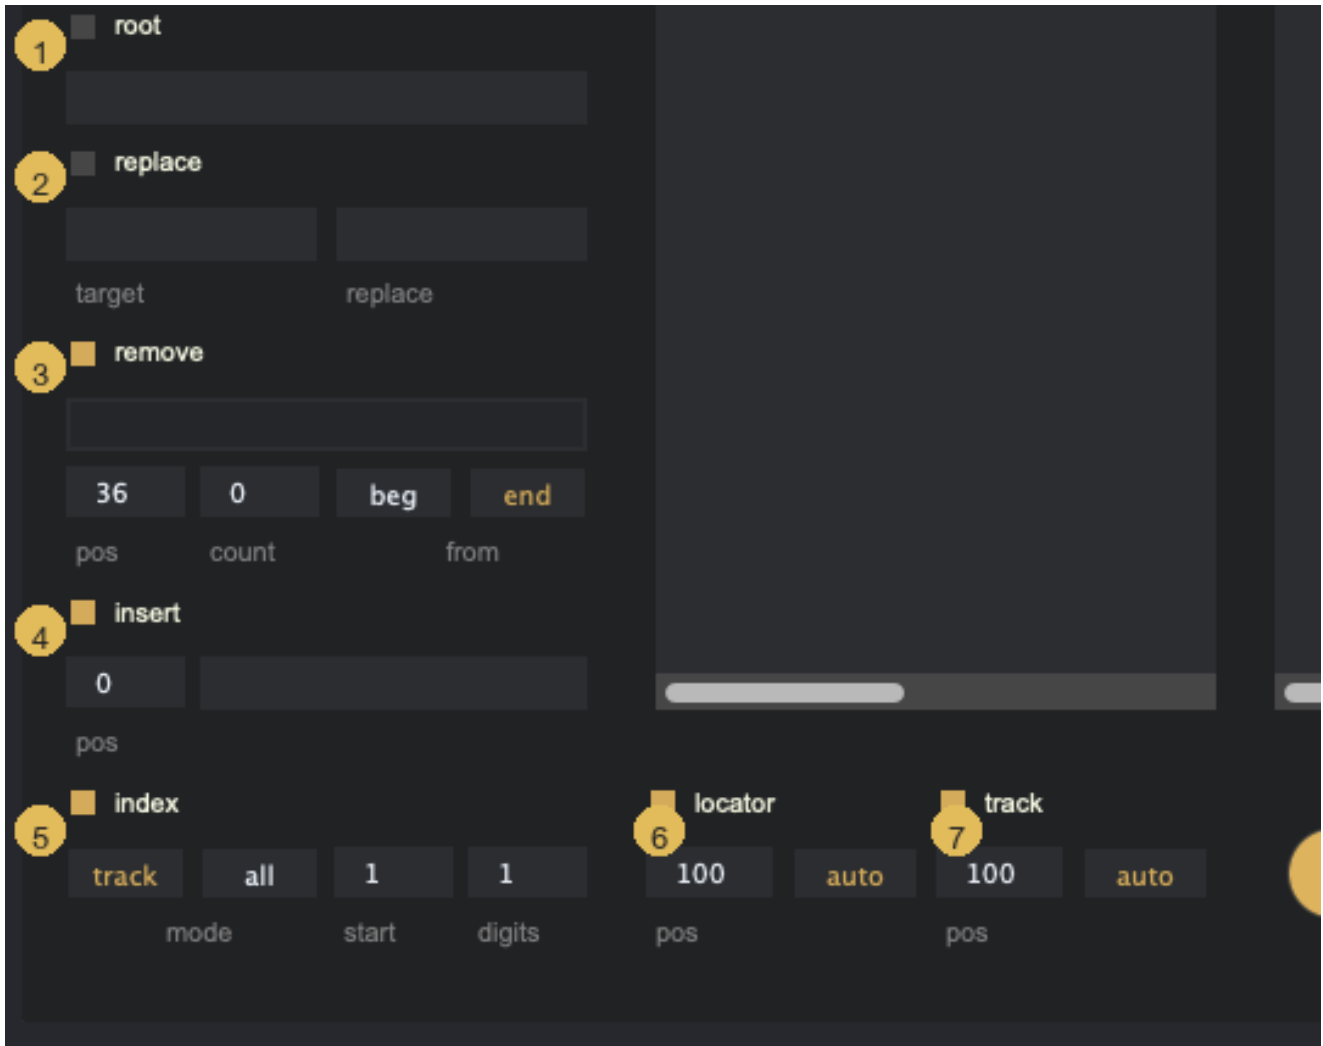 1 root
2 replace
target replace
3 remove
36 0 beg end
pos count from
4 insert
0
pos
5 index 6 locator 7 track
track all 1 1 100 auto 100 auto
mode start digits pos pos